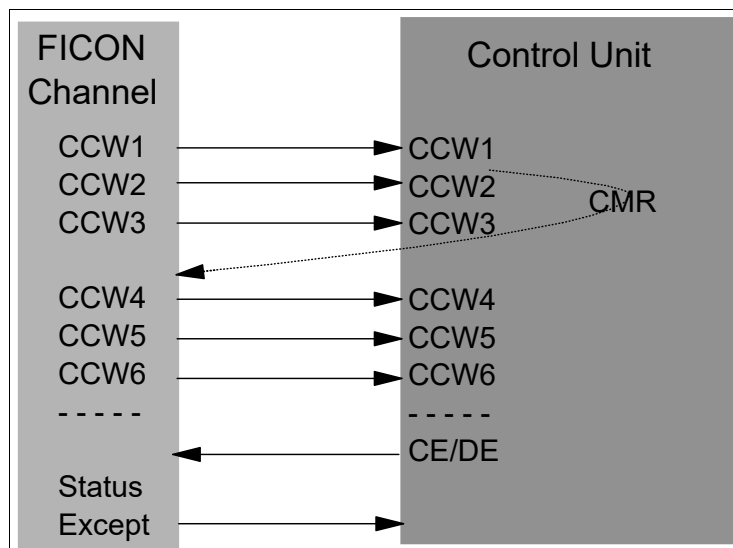 FICON
Channel
Control Unit
CCW1
CCW1
CCW2
CCW2
CMR
CCW3
CCW3
CCW4
CCW4
CCW5
CCW5
CCW6
CCW6
- - - - -
- - - - -
CE/DE
Status
Except